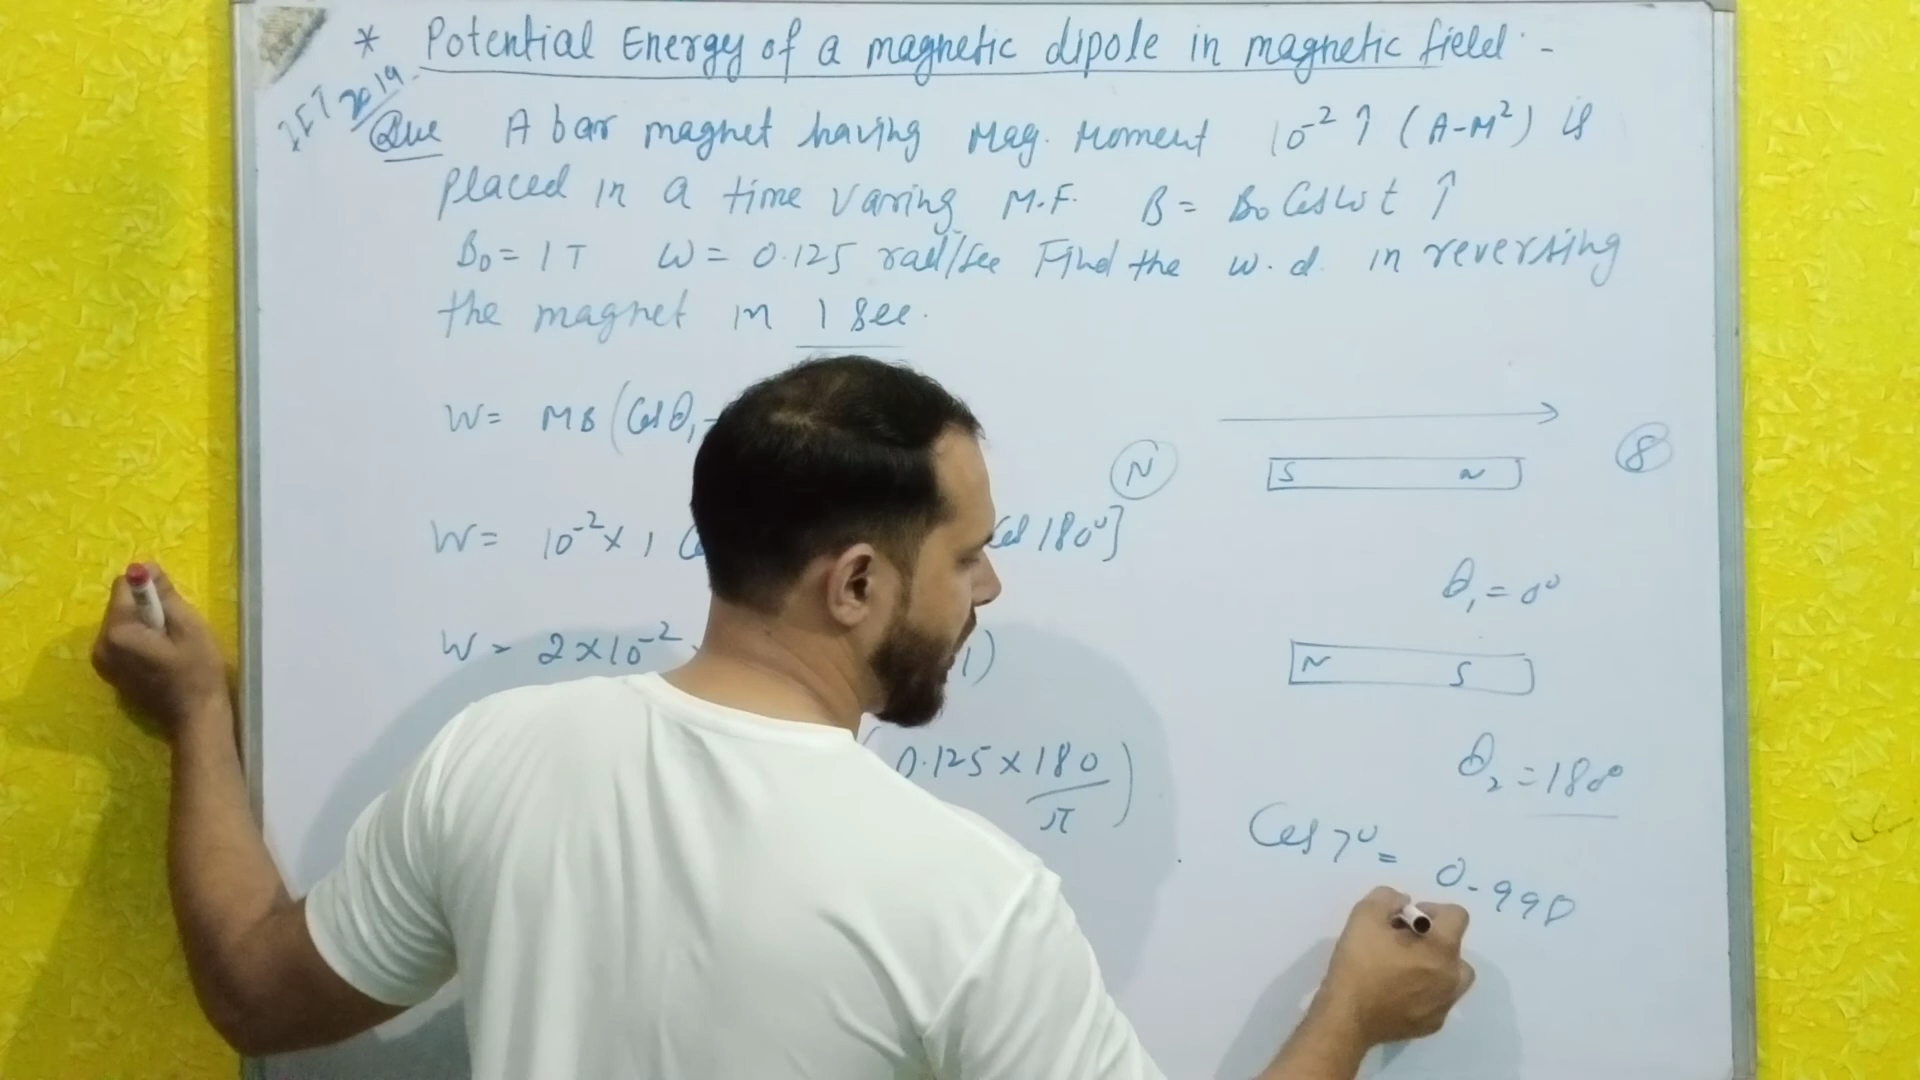 * Potential Energy of a magnetic dipole in magnetic field -
2019
Que A bar magnet having Mag. Moment 10⁻² ↑ (A-M²) is
placed in a time varing M.F. B = B₀ Cosωt ↑
B₀ = 1T W = 0.125 rad/sec Find the w.d. in reversing
the magnet in 1 sec.
W = MB (Cosθ₁ -
N
S N
S
W = 10⁻² × 1 Cos 180°]
θ₁ = 0°
W = 2×10⁻² 1)
N S
0.125 × 180
π )
θ₂ = 180°
Cos 7° = 0.990